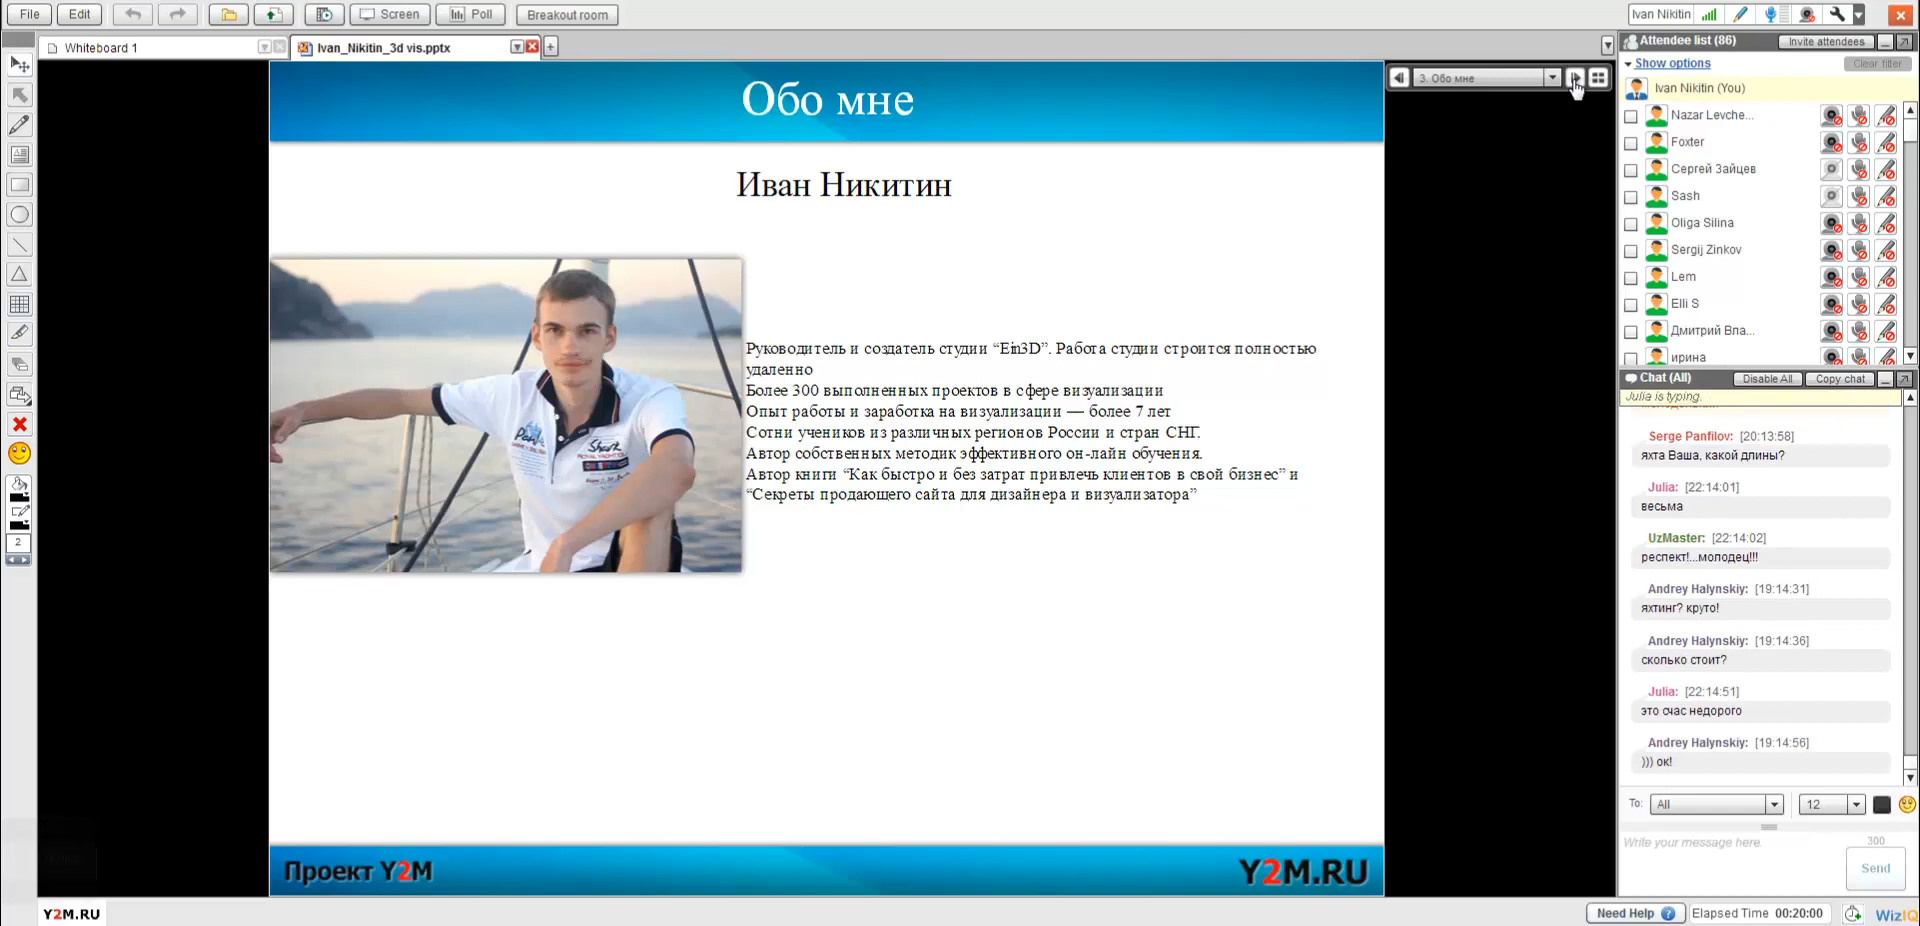 File Edit Screen Poll Breakout room Ivan Nikitin
Whiteboard 1 Ivan_Nikitin_3d vis.pptx
Обо мне
3. Обо мне
Иван Никитин
Руководитель и создатель студии “Ein3D”. Работа студии строится полностью
удаленно
Более 300 выполненных проектов в сфере визуализации
Опыт работы и заработка на визуализации — более 7 лет
Сотни учеников из различных регионов России и стран СНГ.
Автор собственных методик эффективного он-лайн обучения.
Автор книги “Как быстро и без затрат привлечь клиентов в свой бизнес” и
“Секреты продающего сайта для дизайнера и визуализатора”
Проект Y2M
Y2M.RU
2
Attendee list (86) Invite attendees
Show options Clear filter
Ivan Nikitin (You)
Nazar Levche...
Foxter
Сергей Зайцев
Sash
Oliga Silina
Sergij Zinkov
Lem
Elli S
Дмитрий Вла...
ирина
Chat (All) Disable All Copy chat
Julia is typing.
Serge Panfilov: [20:13:58]
яхта Ваша, какой длины?
Julia: [22:14:01]
весьма
UzMaster: [22:14:02]
респект!...молодец!!!
Andrey Halynskiy: [19:14:31]
яхтинг? круто!
Andrey Halynskiy: [19:14:36]
сколько стоит?
Julia: [22:14:51]
это счас недорого
Andrey Halynskiy: [19:14:56]
))) ок!
To: All 12
Write your message here. 300
Send
Y2M.RU
Need Help ? Elapsed Time 00:20:00 WizIQ